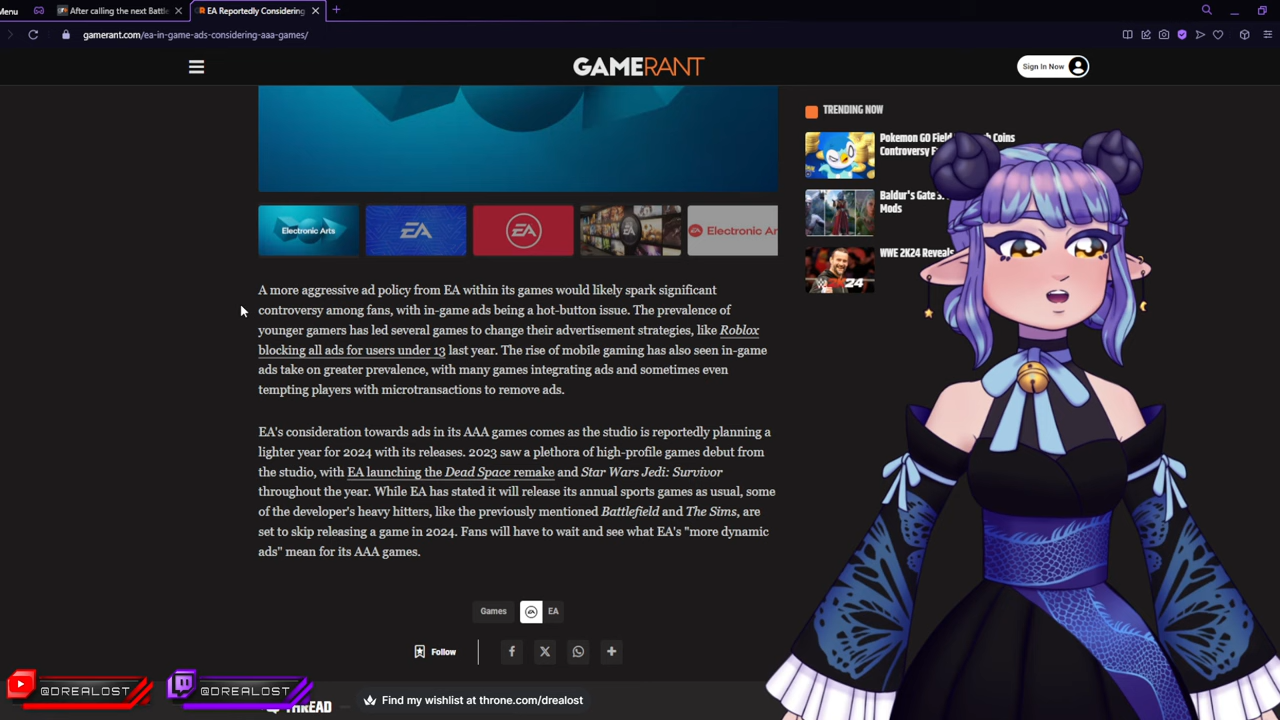 Menu
After calling the next Battle
EA Reportedly Considering
gamerant.com/ea-in-game-ads-considering-aaa-games/
GAMERANT
Sign In Now
TRENDING NOW
Pokemon GO Field Coins
Controversy
Baldur's Gate 3
Mods
WWE 2K24 Reveals
2K24
Electronic Arts
EA
EA
EA
EA Electronic Ar
A more aggressive ad policy from EA within its games would likely spark significant
controversy among fans, with in-game ads being a hot-button issue. The prevalence of
younger gamers has led several games to change their advertisement strategies, like Roblox
blocking all ads for users under 13 last year. The rise of mobile gaming has also seen in-game
ads take on greater prevalence, with many games integrating ads and sometimes even
tempting players with microtransactions to remove ads.
EA's consideration towards ads in its AAA games comes as the studio is reportedly planning a
lighter year for 2024 with its releases. 2023 saw a plethora of high-profile games debut from
the studio, with EA launching the Dead Space remake and Star Wars Jedi: Survivor
throughout the year. While EA has stated it will release its annual sports games as usual, some
of the developer's heavy hitters, like the previously mentioned Battlefield and The Sims, are
set to skip releasing a game in 2024. Fans will have to wait and see what EA's "more dynamic
ads" mean for its AAA games.
Games
EA
EA
Follow
@DREALOST
@DREALOST
Find my wishlist at throne.com/drealost
THREAD